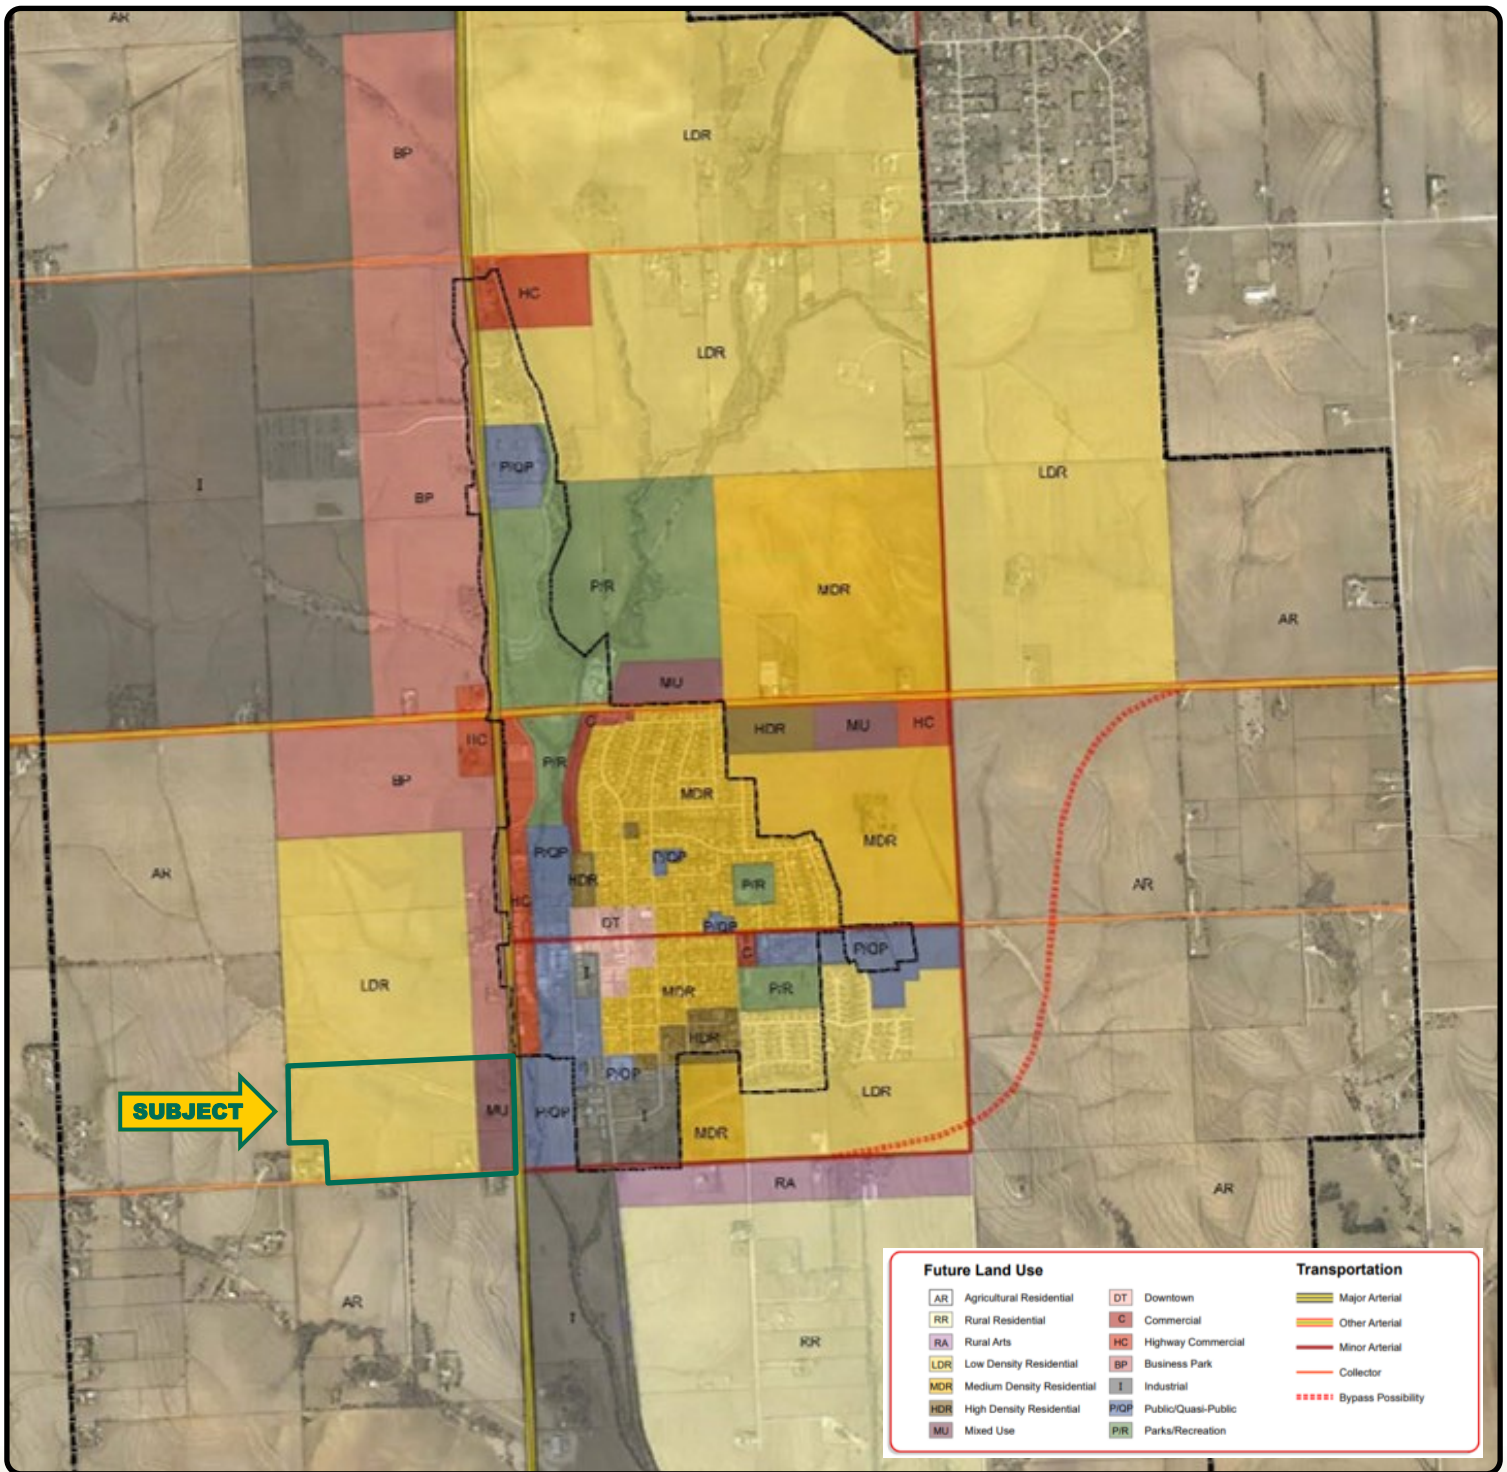 AR
BP
LDR
HC
LDR
P/QP
LDR
I
BP
P/R
MDR
AR
MU
C
HDR
MU
HC
HC
P/R
BP
MDR
MDR
P/QP
P/QP
AR
HDR
P/R
AR
HC
DT
P/QP
C
P/QP
I
LDR
MDR
P/R
HDR
P/QP
LDR
SUBJECT
MU
P/QP
I
MDR
RA
AR
AR
I
RR
Future Land Use
AR Agricultural Residential
RR Rural Residential
RA Rural Arts
LDR Low Density Residential
MDR Medium Density Residential
HDR High Density Residential
MU Mixed Use
DT Downtown
C Commercial
HC Highway Commercial
BP Business Park
I Industrial
P/QP Public/Quasi-Public
P/R Parks/Recreation
Transportation
Major Arterial
Other Arterial
Minor Arterial
Collector
Bypass Possibility